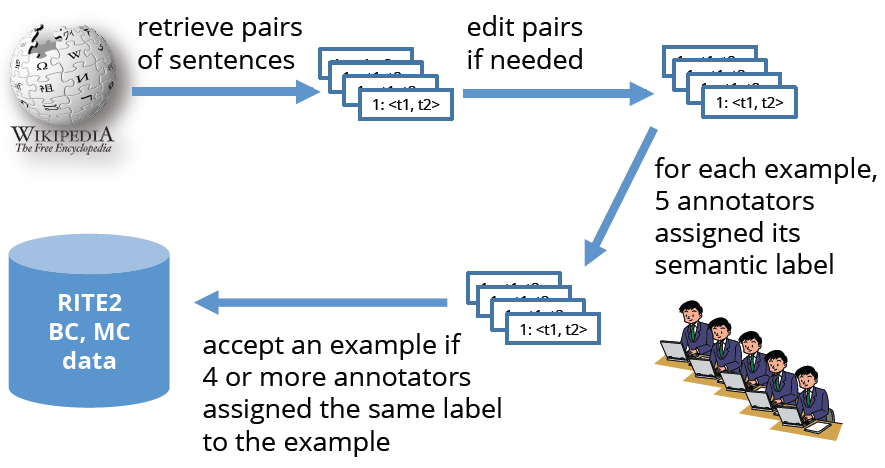 retrieve pairs
of sentences
edit pairs
if needed
1: <t1, t2>
1: <t1, t2>
WIKIPEDIA
The Free Encyclopedia
for each example,
5 annotators
assigned its
semantic label
RITE2
BC, MC
data
1: <t1, t2>
accept an example if
4 or more annotators
assigned the same label
to the example